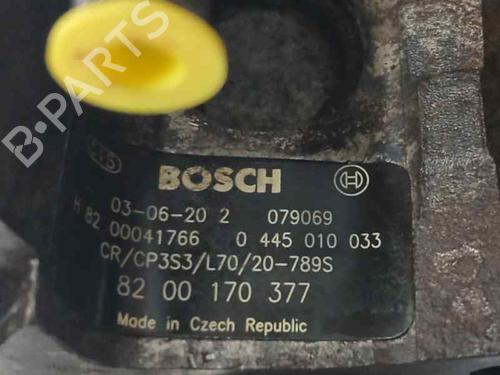 B-PARTS
BOSCH
03-06-20 2 079069
H 82 00041766 0 445 010 033
CR/CP3S3/L70/20-789S
82 00 170 377
Made in Czech Republic